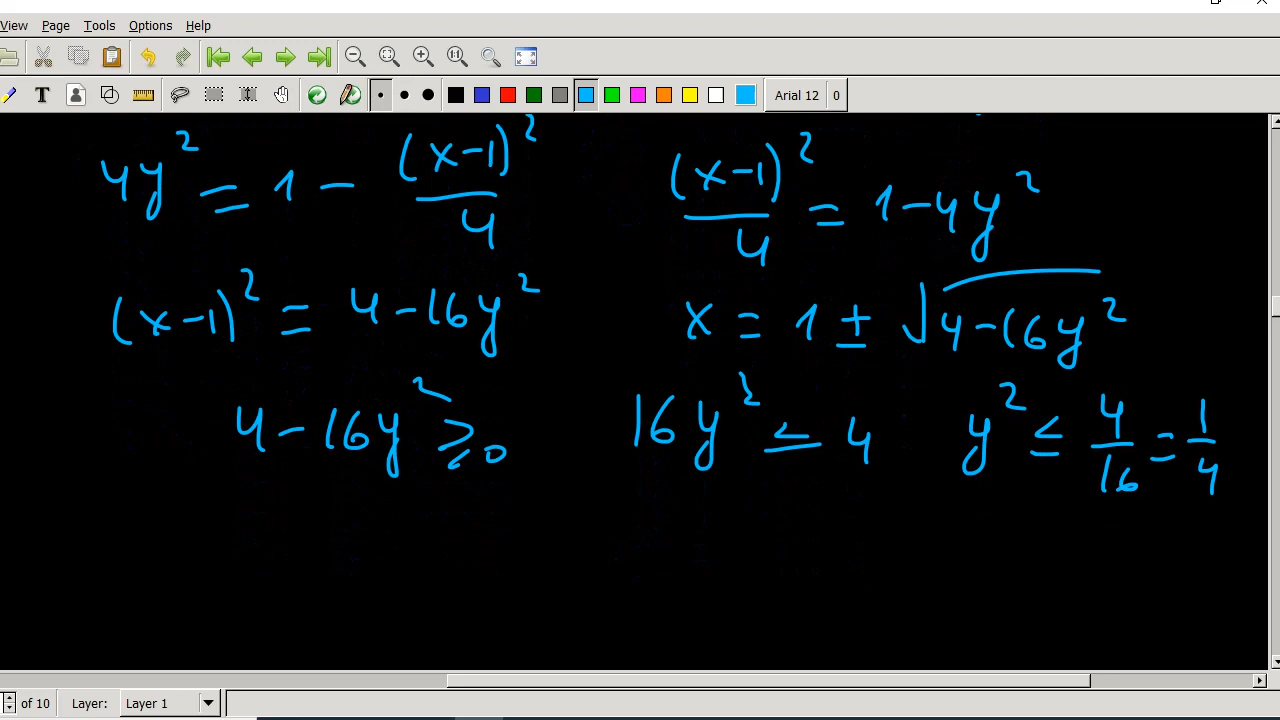 View Page Tools Options Help
Arial 12 0
4y² = 1 − (x−1)²/4
(x−1)²/4 = 1−4y²
(x−1)² = 4−16y²
x = 1 ± √(4−16y²)
4−16y² ≥ 0
16y² ≤ 4
y² ≤ 4/16 = 1/4
of 10 Layer: Layer 1